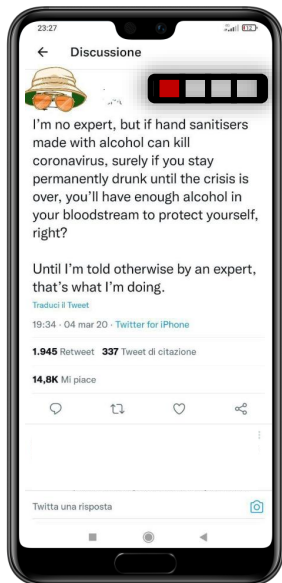 23:27
Discussione
I'm no expert, but if hand sanitisers
made with alcohol can kill
coronavirus, surely if you stay
permanently drunk until the crisis is
over, you'll have enough alcohol in
your bloodstream to protect yourself,
right?
Until I'm told otherwise by an expert,
that's what I'm doing.
Traduci il Tweet
19:34 · 04 mar 20 · Twitter for iPhone
1.945 Retweet 337 Tweet di citazione
14,8K Mi piace
Twitta una risposta